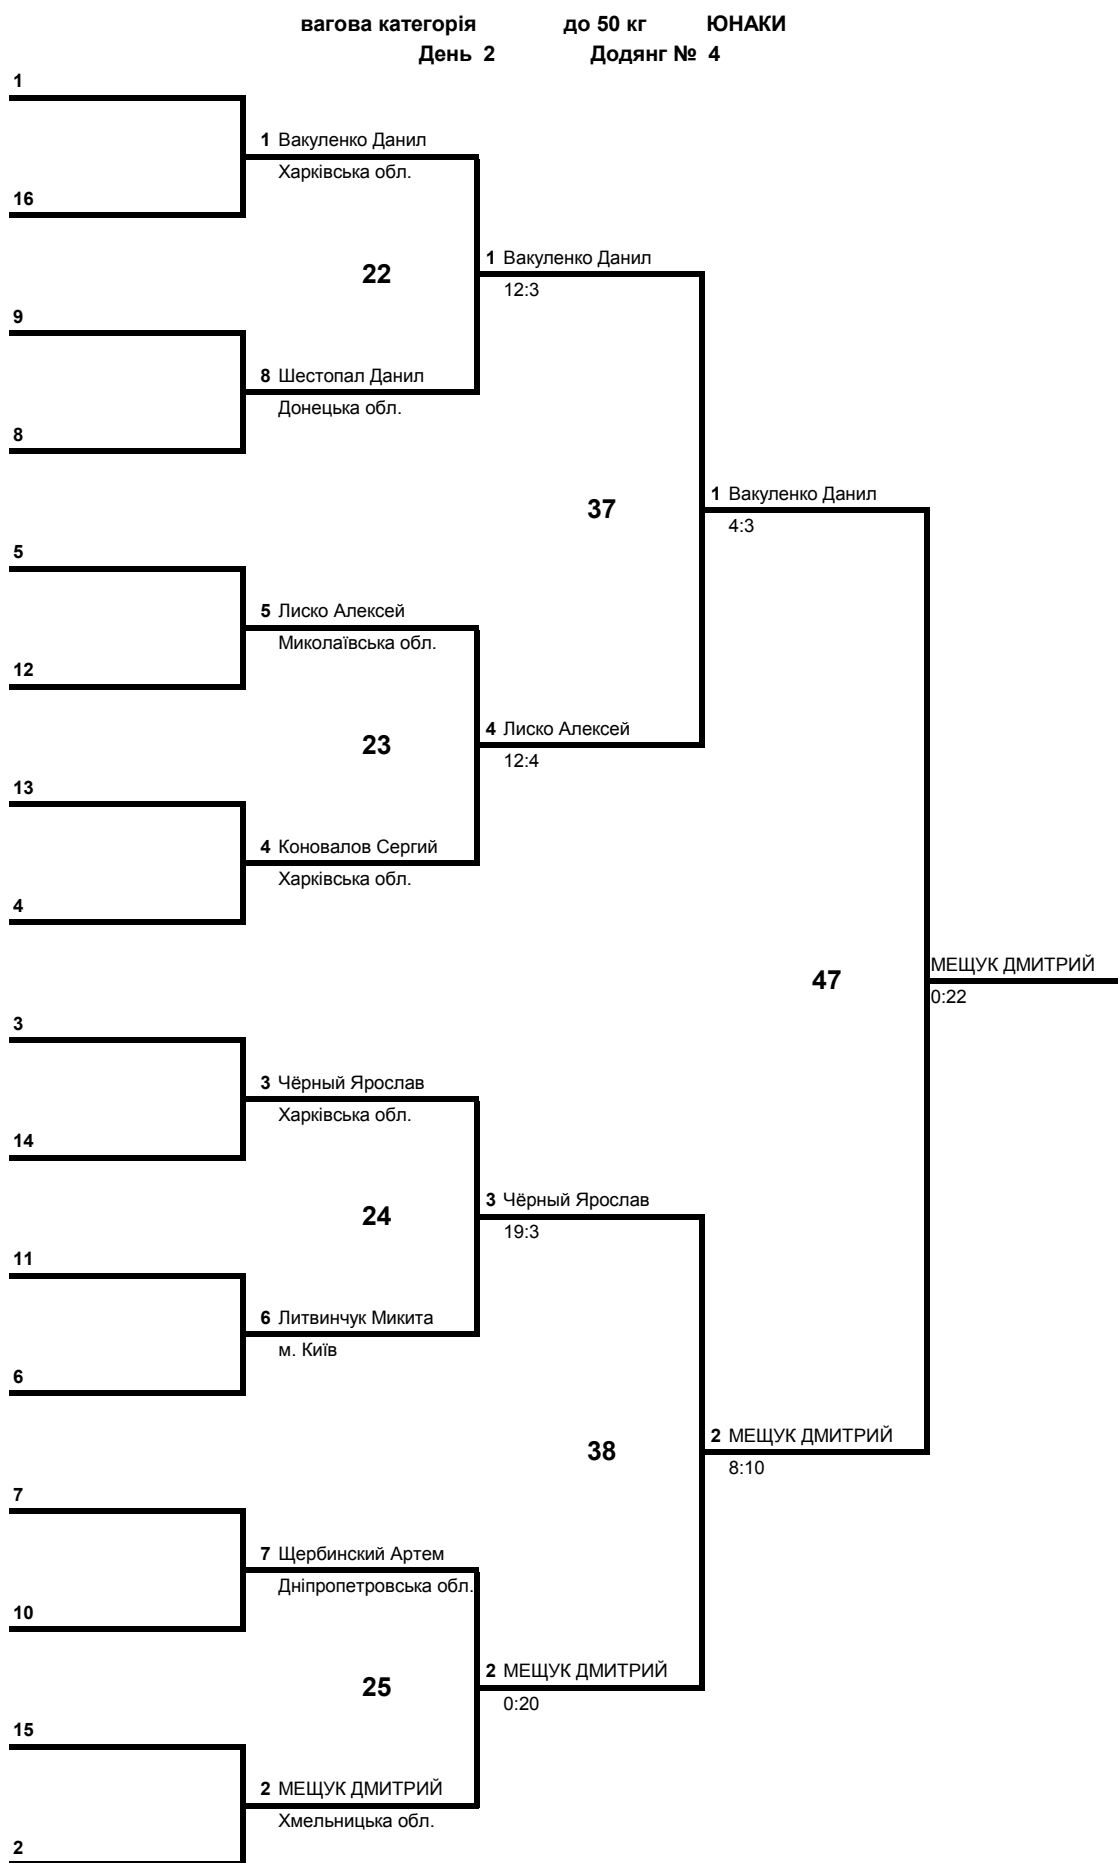 вагова категорія до 50 кг ЮНАКИ
День 2 Додянг № 4
1
1 Вакуленко Данил
Харківська обл.
16
22
1 Вакуленко Данил
12:3
9
8 Шестопал Данил
Донецька обл.
8
37
1 Вакуленко Данил
4:3
5
5 Лиско Алексей
Миколаївська обл.
12
23
4 Лиско Алексей
12:4
13
4 Коновалов Сергий
Харківська обл.
4
47
МЕЩУК ДМИТРИЙ
0:22
3
3 Чёрный Ярослав
Харківська обл.
14
24
3 Чёрный Ярослав
19:3
11
6 Литвинчук Микита
м. Київ
6
38
2 МЕЩУК ДМИТРИЙ
8:10
7
7 Щербинский Артем
Дніпропетровська обл.
10
25
2 МЕЩУК ДМИТРИЙ
0:20
15
2 МЕЩУК ДМИТРИЙ
Хмельницька обл.
2